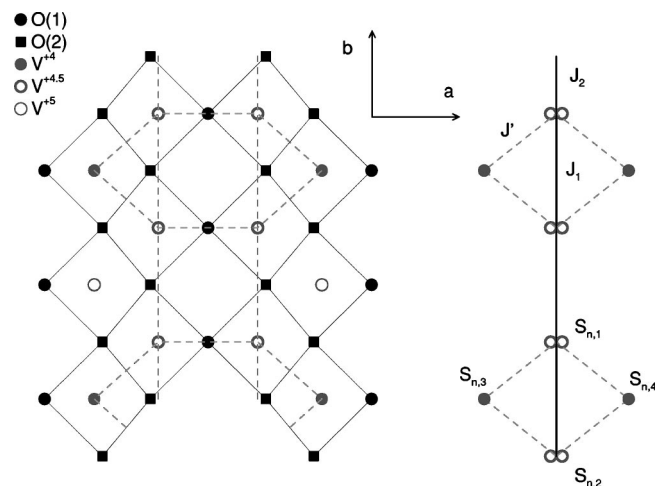 O(1)
O(2)
V+4
V+4.5
V+5
b
a
J2
J'
J1
Sn,1
Sn,3
Sn,4
Sn,2